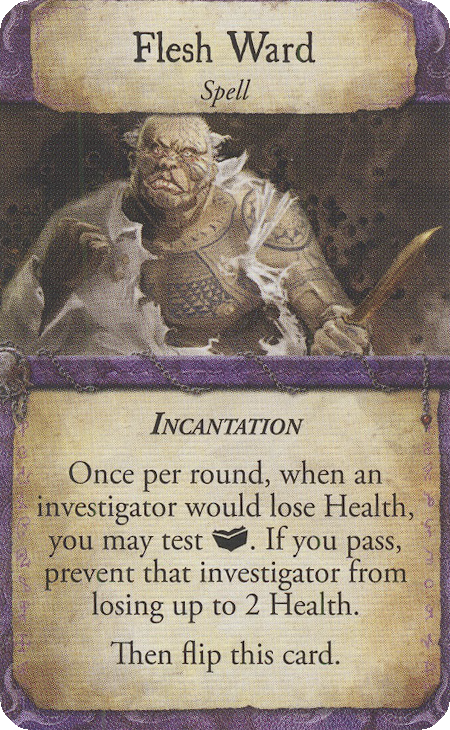 Flesh Ward
Spell
INCANTATION
Once per round, when an
investigator would lose Health,
you may test . If you pass,
prevent that investigator from
losing up to 2 Health.
Then flip this card.